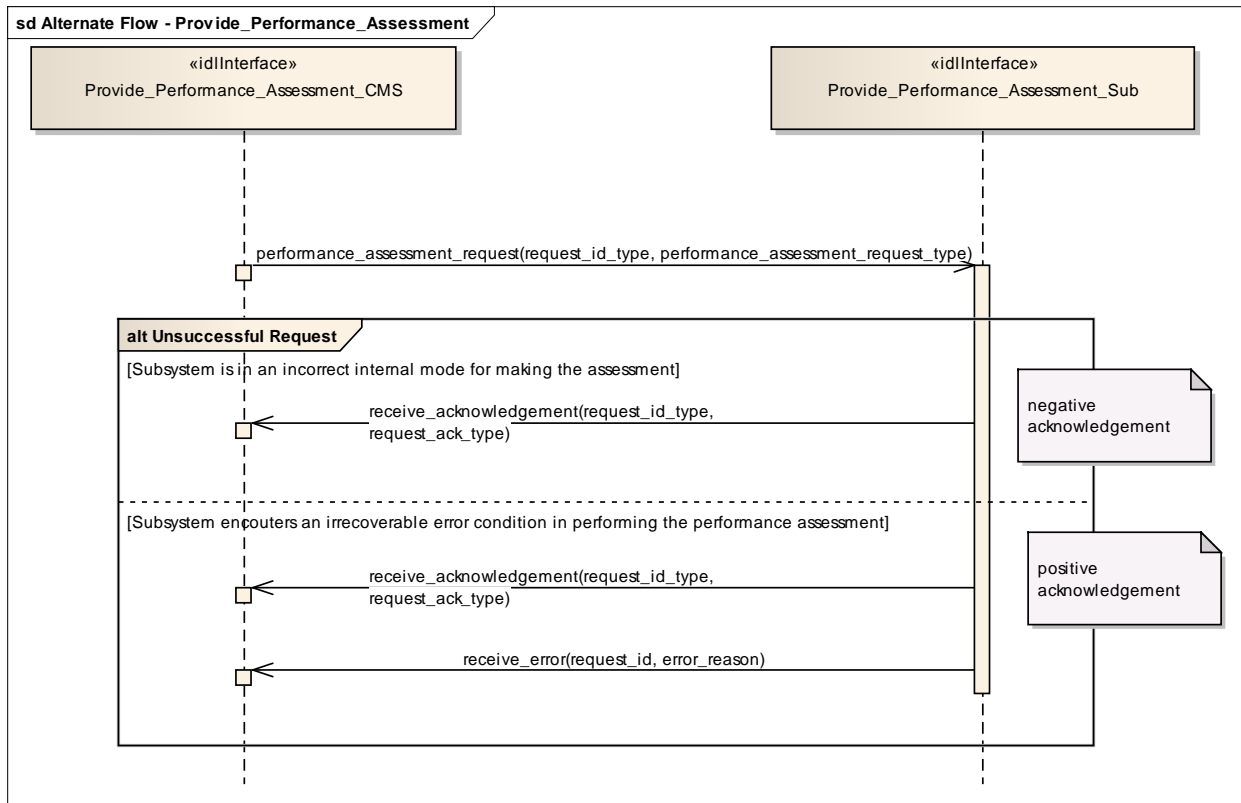 sd Alternate Flow - Provide_Performance_Assessment
«idlInterface»
Provide_Performance_Assessment_CMS
«idlInterface»
Provide_Performance_Assessment_Sub
performance_assessment_request(request_id_type, performance_assessment_request_type)
alt Unsuccessful Request
[Subsystem is in an incorrect internal mode for making the assessment]
receive_acknowledgement(request_id_type,
request_ack_type)
negative
acknowledgement
[Subsystem encouters an irrecoverable error condition in performing the performance assessment]
receive_acknowledgement(request_id_type,
request_ack_type)
positive
acknowledgement
receive_error(request_id, error_reason)